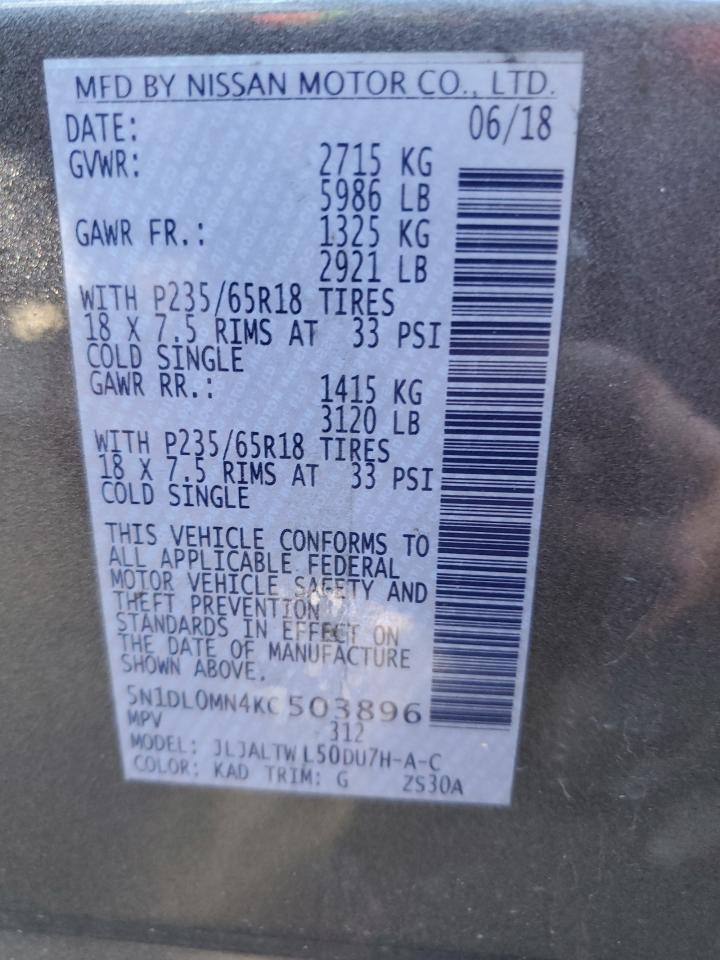 MFD BY NISSAN MOTOR CO., LTD.
DATE: 06/18
GVWR: 2715 KG
5986 LB
GAWR FR.: 1325 KG
2921 LB
WITH P235/65R18 TIRES
18 X 7.5 RIMS AT 33 PSI
COLD SINGLE
GAWR RR.: 1415 KG
3120 LB
WITH P235/65R18 TIRES
18 X 7.5 RIMS AT 33 PSI
COLD SINGLE
THIS VEHICLE CONFORMS TO
ALL APPLICABLE FEDERAL
MOTOR VEHICLE SAFETY AND
THEFT PREVENTION
STANDARDS IN EFFECT ON
THE DATE OF MANUFACTURE
SHOWN ABOVE.
5N1DL0MN4KC503896
MPV 312
MODEL: JLJALTWL50DU7H-A-C
COLOR: KAD TRIM: G ZS30A